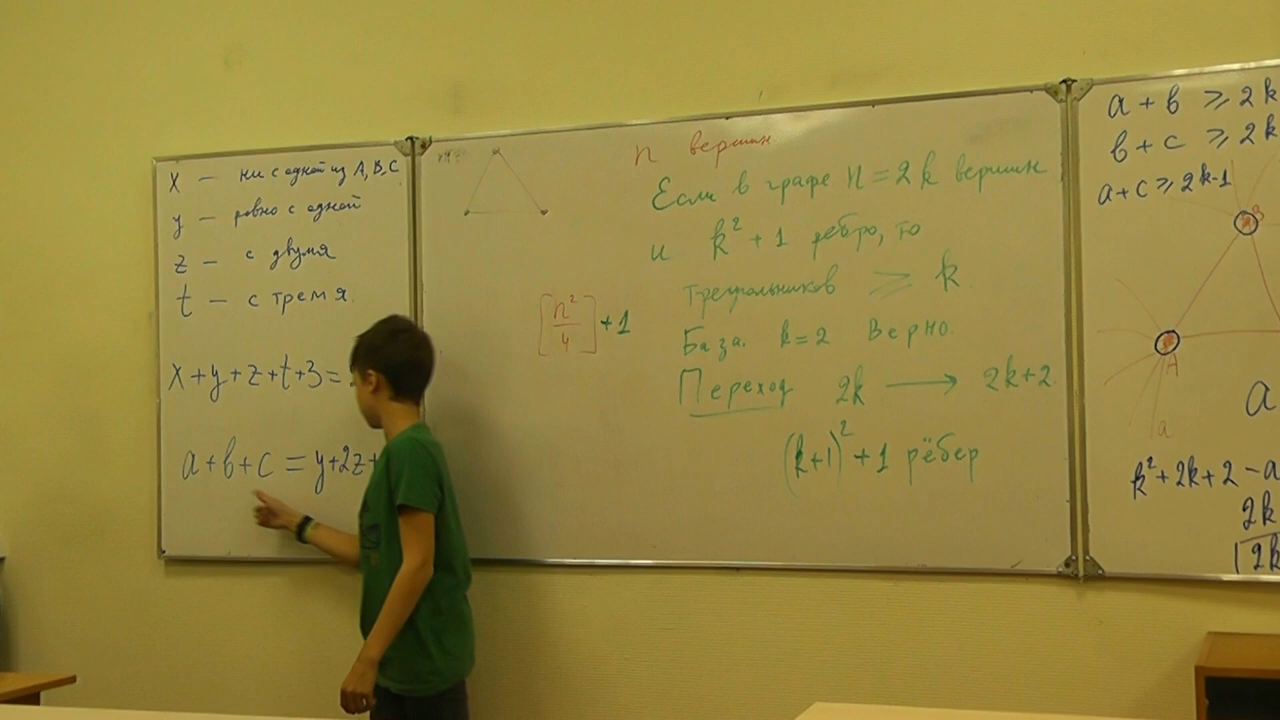 x — ни с одной из A, B, C
y — ровно с одной
z — с двумя
t — с тремя
x+y+z+t+3=
a+b+c = y+2z+
n вершин
Если в графе n=2k вершин
и k²+1 ребро, то
треугольников ≥ k.
[n²/4]+1
База. k=2 Верно.
Переход 2k → 2k+2
(k+1)²+1 рёбер
a+b ≥ 2k
b+c ≥ 2k
a+c ≥ 2k-1
B
A
a
a
k²+2k+2-a
2k
2k